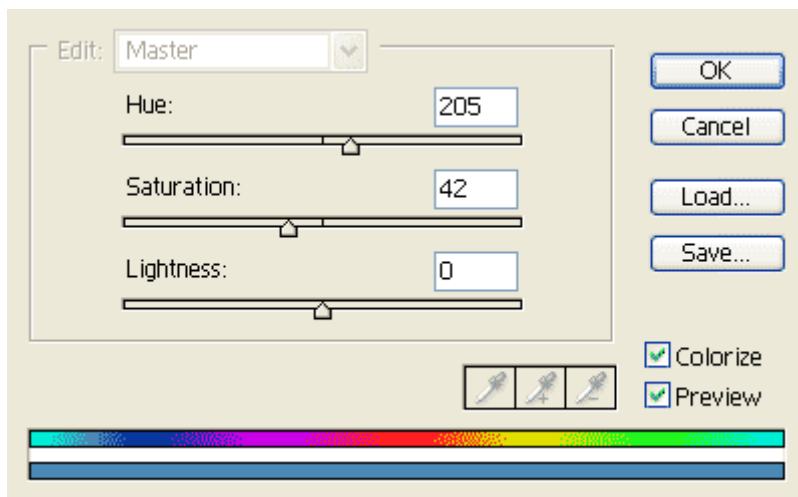 Edit: Master
OK
Hue: 205
Cancel
Saturation: 42
Load...
Save...
Lightness: 0
Colorize
Preview